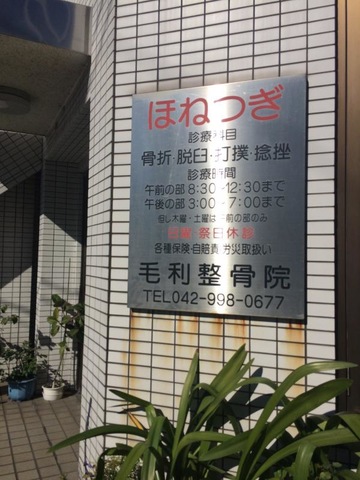 ほねつぎ
診療科目
骨折・脱臼・打撲・捻挫
診療時間
午前の部 8:30-12:30まで
午後の部 3:00-7:00まで
但し木曜・土曜は午前の部のみ
日曜・祭日休診
各種保険・自賠責・労災取扱い
毛利整骨院
TEL042-998-0677